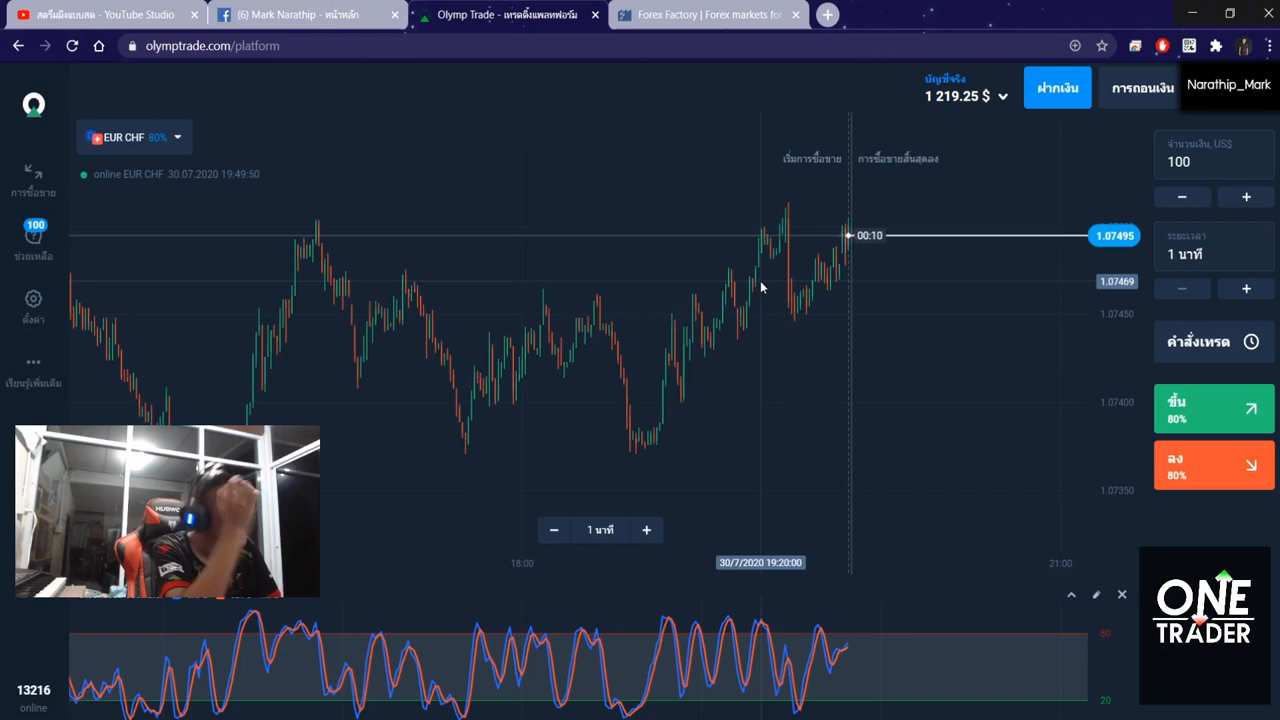 สตรีมมิงแบบสด - YouTube Studio
(6) Mark Narathip - หน้าหลัก
Olymp Trade - เทรดดิ้งแพลทฟอร์ม
Forex Factory | Forex markets for
olymptrade.com/platform
บัญชีจริง
1 219.25 $
ฝากเงิน
การถอนเงิน
Narathip_Mark
EUR CHF 80%
online EUR CHF 30.07.2020 19:49:50
เริ่มการซื้อขาย
การซื้อขายสิ้นสุดลง
จำนวนเงิน, US$
100
การซื้อขาย
100
ช่วยเหลือ
ตั้งค่า
เรียนรู้เพิ่มเติม
00:10
1.07495
1.07469
1.07450
1.07400
1.07350
ระยะเวลา
1 นาที
คำสั่งเทรด
ขึ้น
80%
ลง
80%
1 นาที
18:00
30/7/2020 19:20:00
21:00
80
20
13216
online
ONE
TRADER